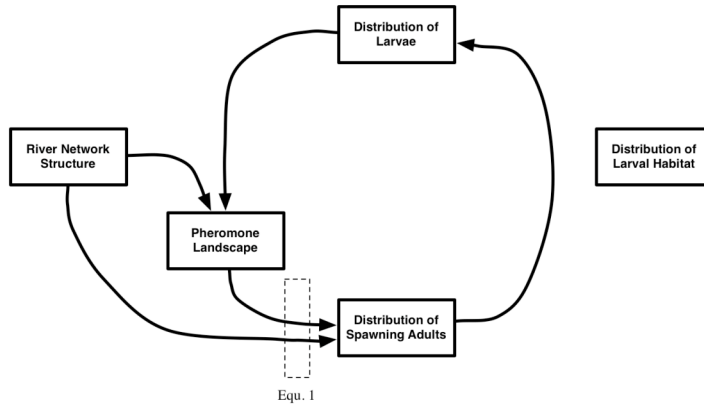 Distribution of
Larvae
River Network
Structure
Distribution of
Larval Habitat
Pheromone
Landscape
Distribution of
Spawning Adults
Equ. 1